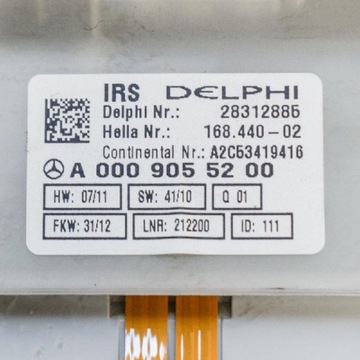 IRS DELPHI
Delphi Nr.: 28312885
Hella Nr.: 168.440-02
Continental Nr.: A2C53419416
A 000 905 52 00
HW: 07/11 SW: 41/10 Q 01
FKW: 31/12 LNR: 212200 ID: 111